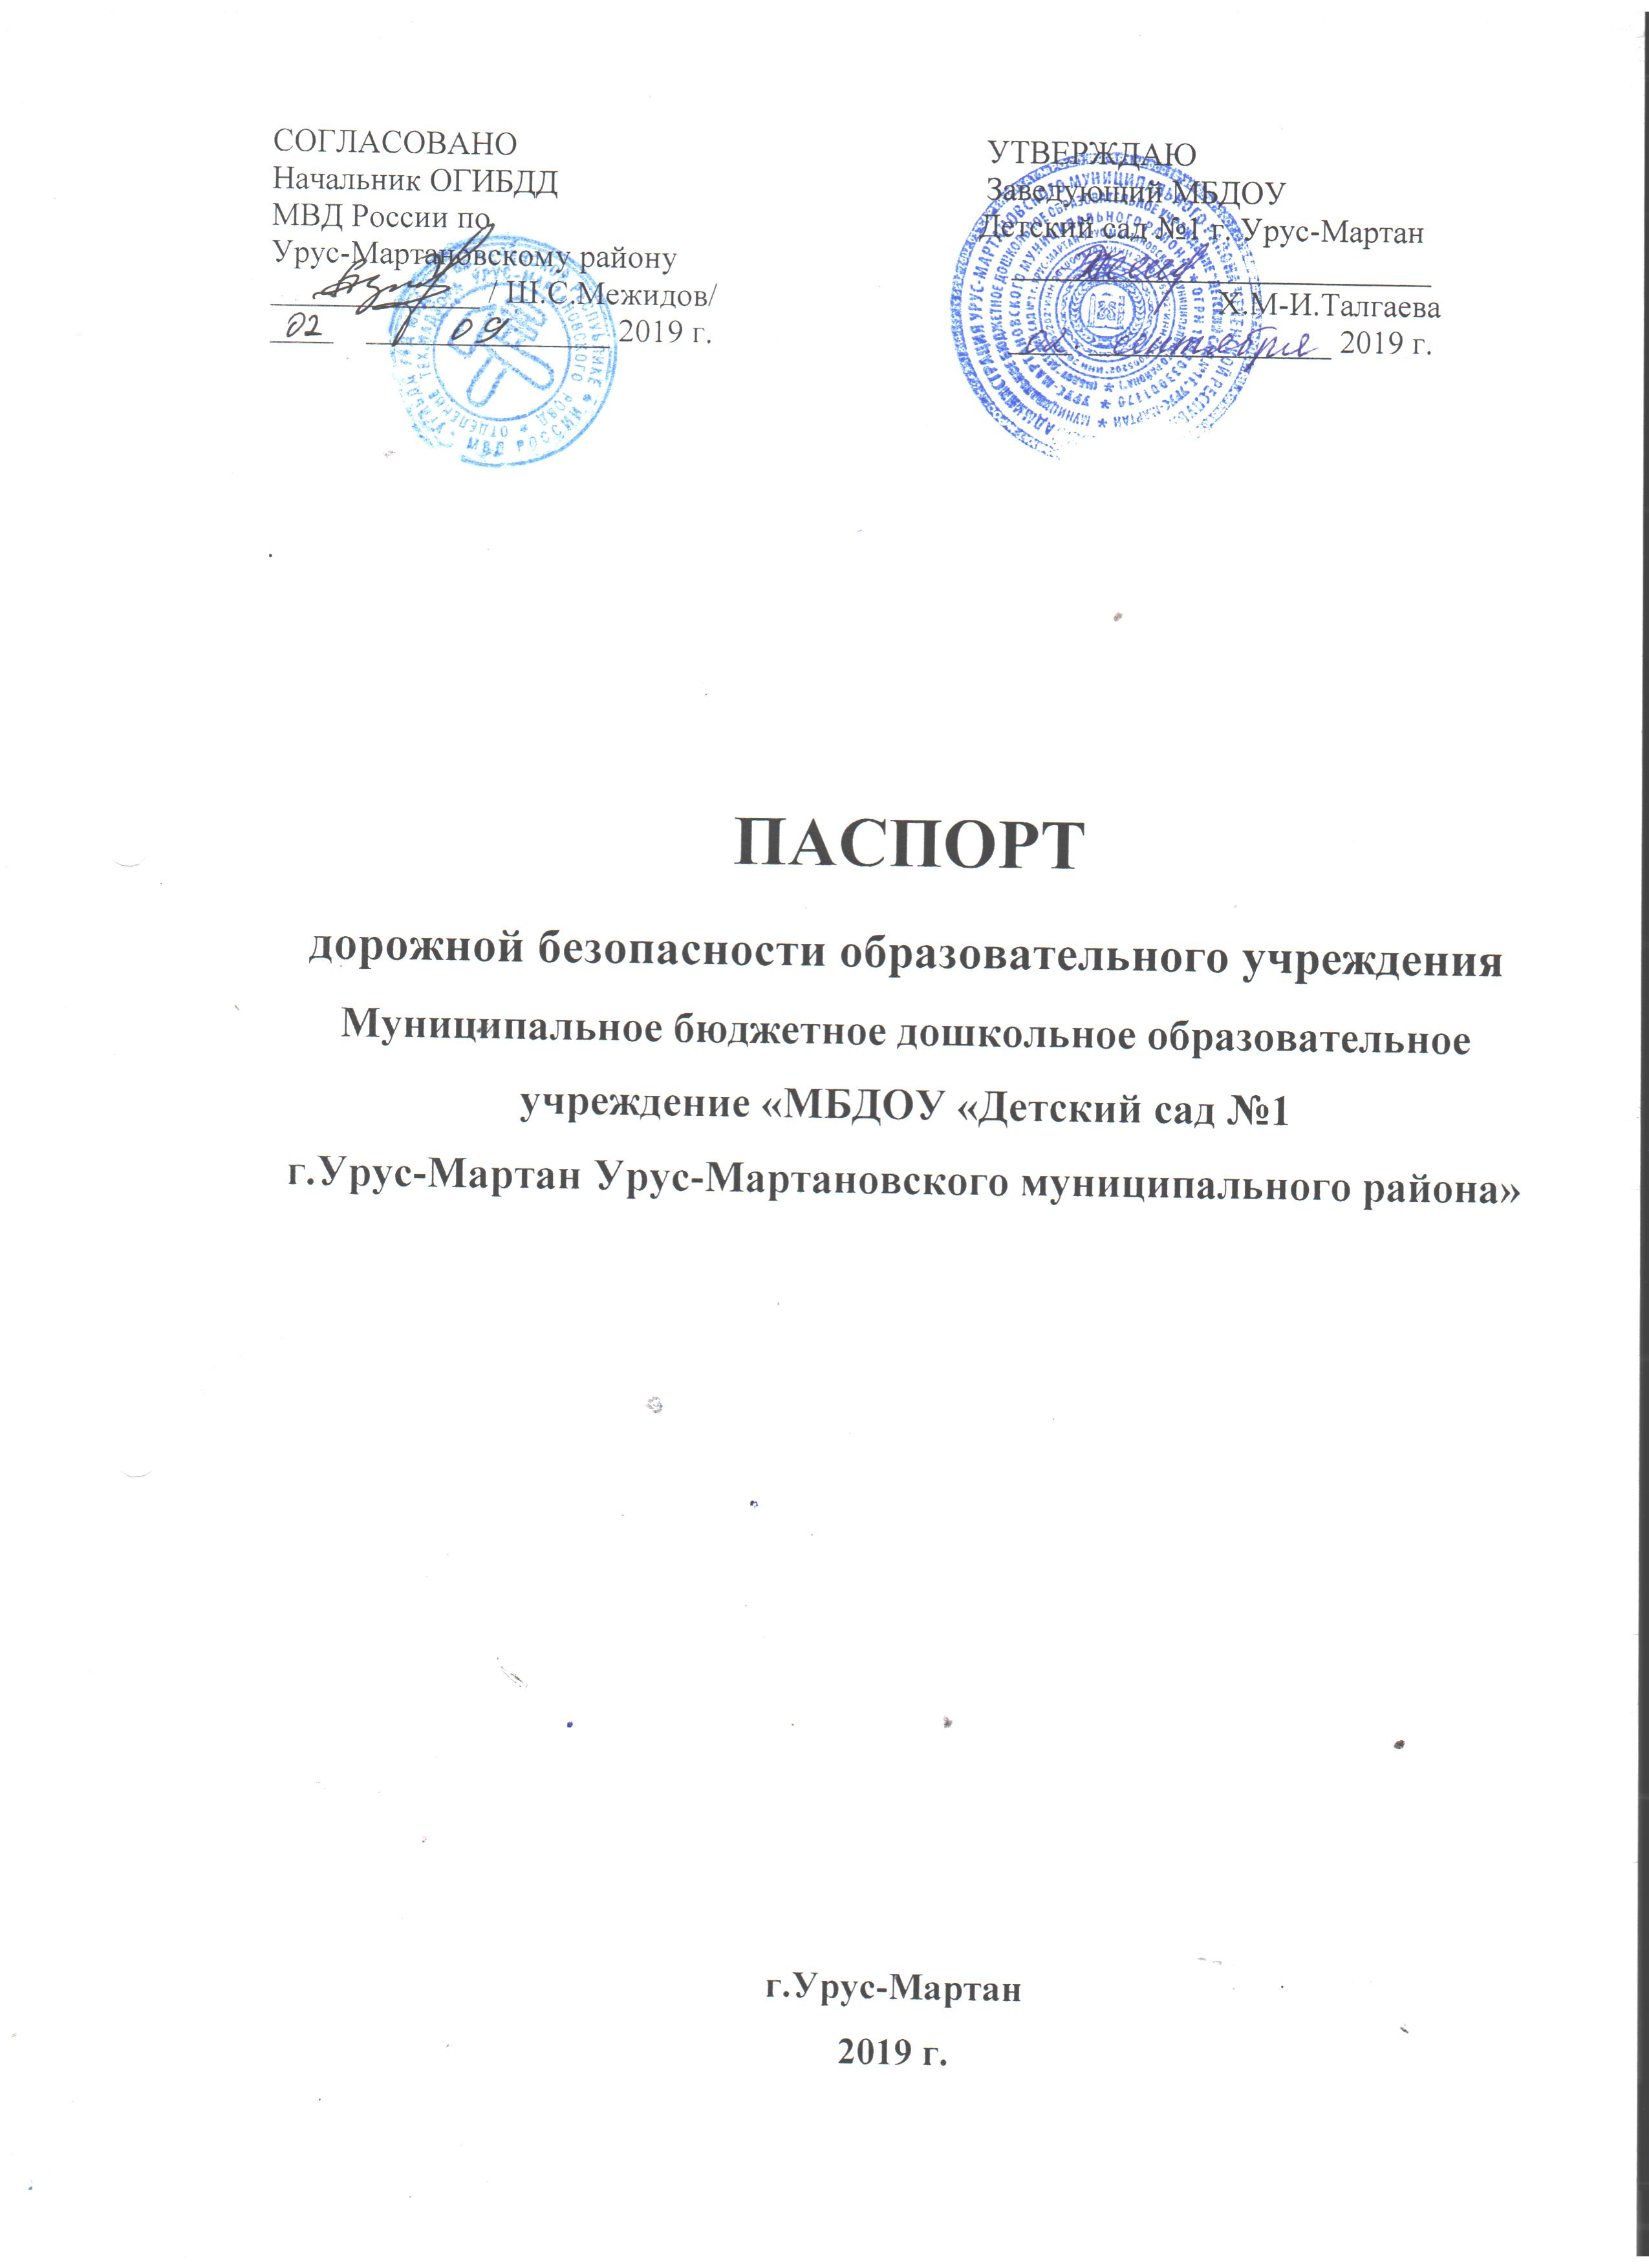 СОГЛАСОВАНО
Начальник ОГИБДД
МВД России по
Урус-Мартановскому району
/ Ш.С.Межидов/
02 09 2019 г.
УТВЕРЖДАЮ
Заведующий МБДОУ
Детский сад №1 г. Урус-Мартан
Х.М-И.Талгаева
сентября 2019 г.
ПАСПОРТ
дорожной безопасности образовательного учреждения
Муниципальное бюджетное дошкольное образовательное
учреждение «МБДОУ «Детский сад №1
г.Урус-Мартан Урус-Мартановского муниципального района»
г.Урус-Мартан
2019 г.